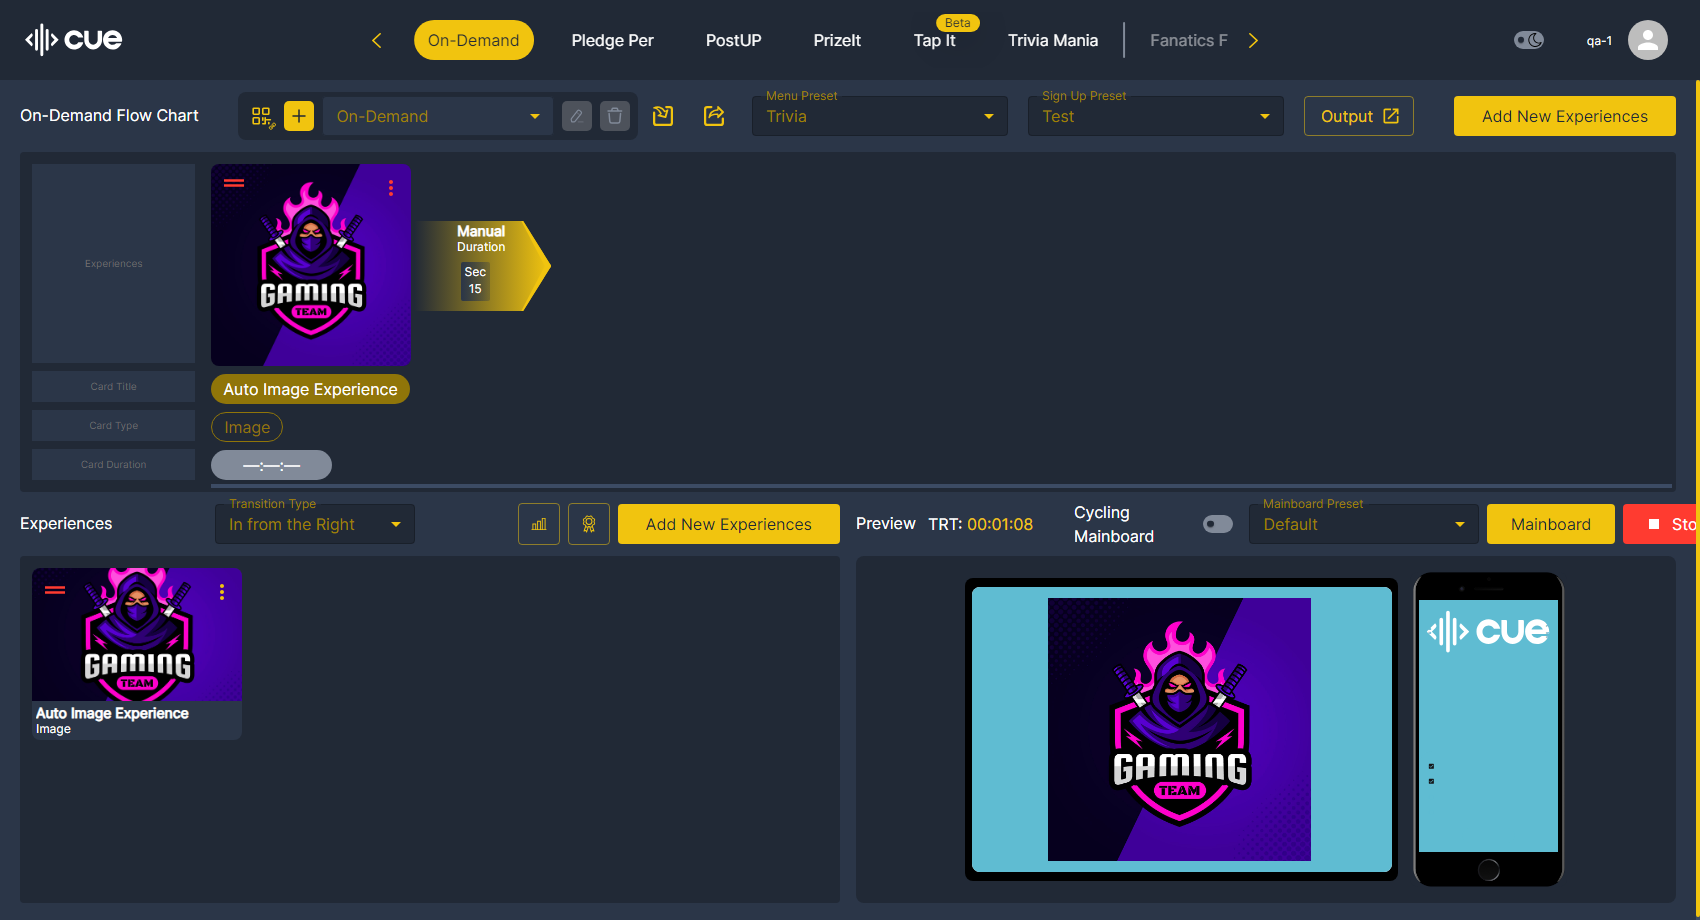 cue
On-Demand
Pledge Per
PostUP
PrizeIt
Beta
Tap It
Trivia Mania
Fanatics F
qa-1
On-Demand Flow Chart
On-Demand
Menu Preset
Trivia
Sign Up Preset
Test
Output
Add New Experiences
Experiences
GAMING
TEAM
Manual
Duration
Sec
15
Card Title
Auto Image Experience
Card Type
Image
Card Duration
—:—:—
Experiences
Transition Type
In from the Right
Add New Experiences
Preview
TRT: 00:01:08
Cycling
Mainboard
Mainboard Preset
Default
Mainboard
Sto
GAMING
TEAM
Auto Image Experience
Image
GAMING
TEAM
cue